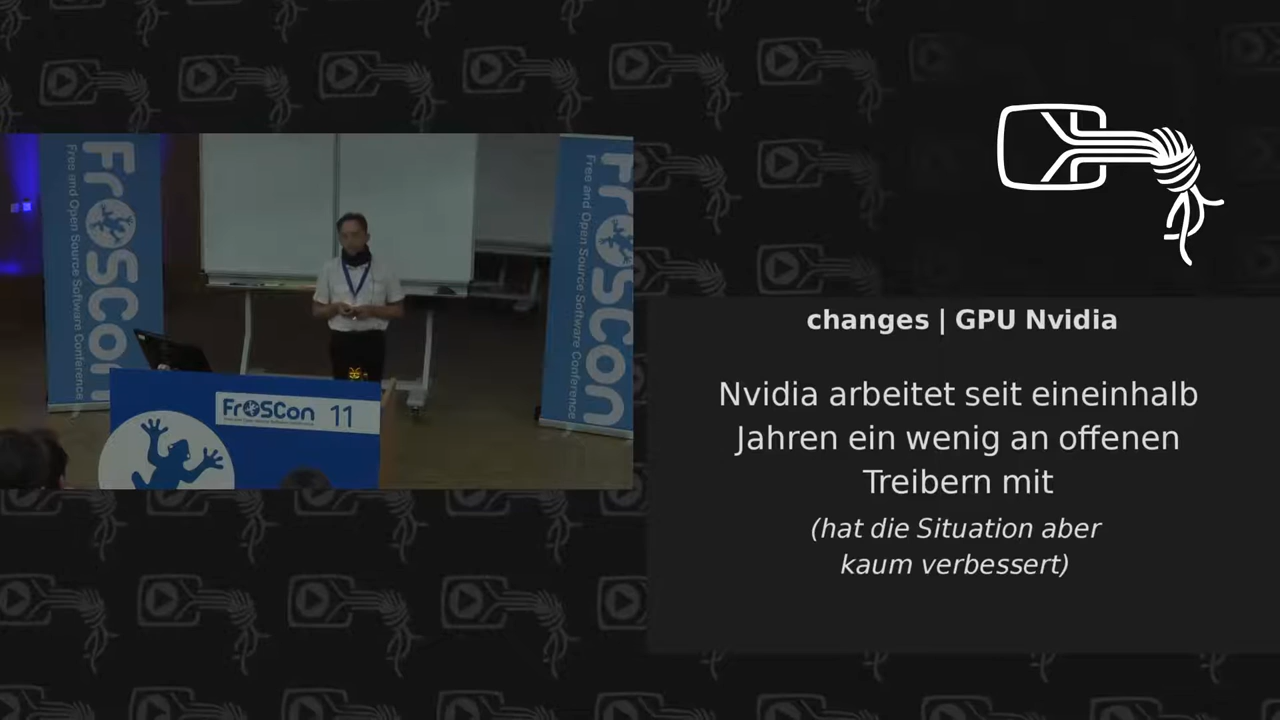 FrOSCon
Free and Open Source Software Conference
FrOSCon
Free and Open Source Software Conference
FrOSCon 11
changes | GPU Nvidia
Nvidia arbeitet seit eineinhalb
Jahren ein wenig an offenen
Treibern mit
(hat die Situation aber
kaum verbessert)